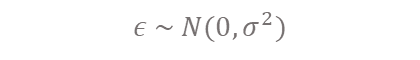 ϵ ~ N(0, σ²)